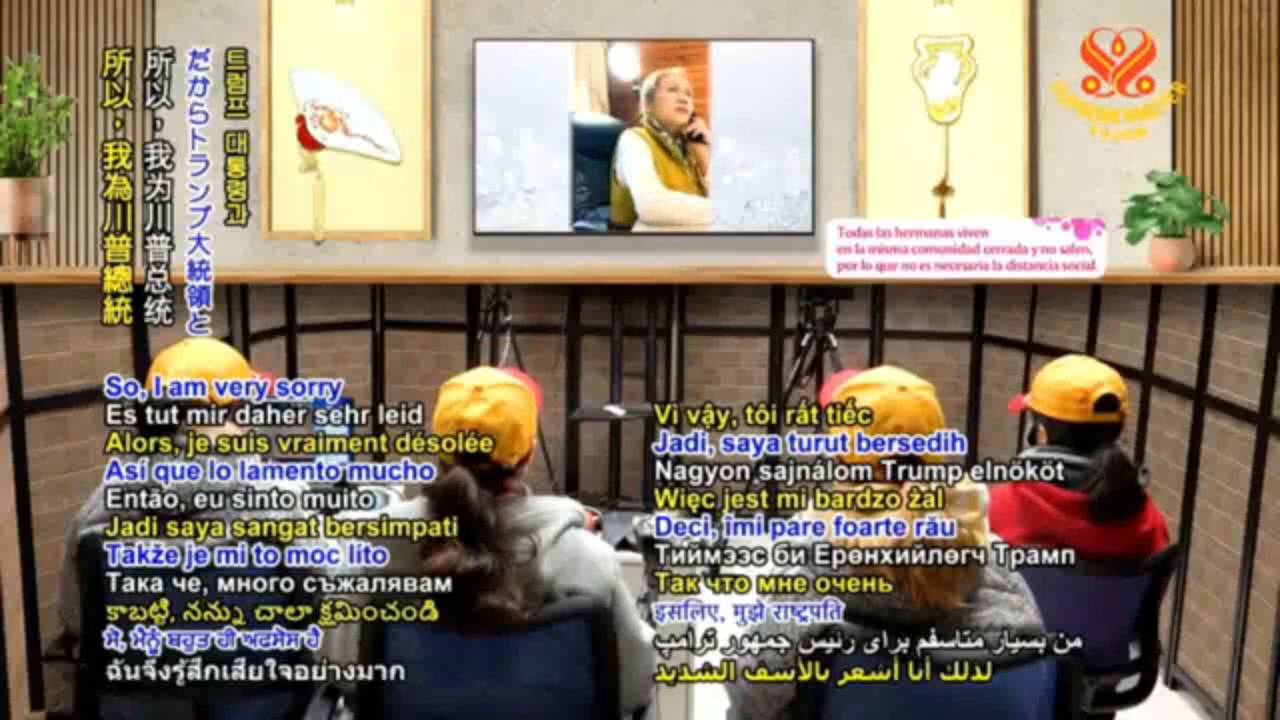 所以，我為川普總統
所以，我为川普总统
だからトランプ大統領と
트럼프 대통령과
Todas las hermanas viven
en la misma comunidad cerrada y no salen,
por lo que no es necesaria la distancia social.
So, I am very sorry
Es tut mir daher sehr leid
Alors, je suis vraiment désolée
Así que lo lamento mucho
Então, eu sinto muito
Jadi saya sangat bersimpati
Takže je mi to moc líto
Така че, много съжалявам
కాబట్టి, నన్ను చాలా క్షమించండి
ਸੋ, ਮੈਨੂੰ ਬਹੁਤ ਹੀ ਅਫਸੋਸ ਹੈ
ฉันจึงรู้สึกเสียใจอย่างมาก
Vì vậy, tôi rất tiếc
Jadi, saya turut bersedih
Nagyon sajnálom Trump elnököt
Więc jest mi bardzo żal
Deci, îmi pare foarte rău
Тиймээс би Ерөнхийлөгч Трамп
Так что мне очень
इसलिए, मुझे राष्ट्रपति
من بسیار متاسفم برای رئیس جمهور ترامپ
لذلك أنا أشعر بالأسف الشديد